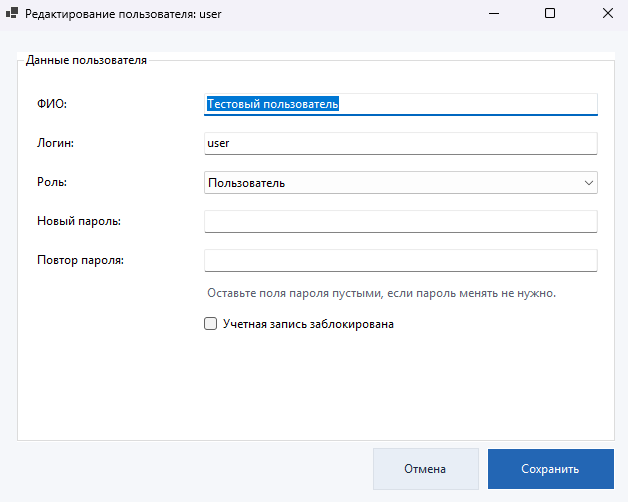 Редактирование пользователя: user
Данные пользователя
ФИО: Тестовый пользователь
Логин: user
Роль: Пользователь
Новый пароль:
Повтор пароля:
Оставьте поля пароля пустыми, если пароль менять не нужно.
Учетная запись заблокирована
Отмена Сохранить